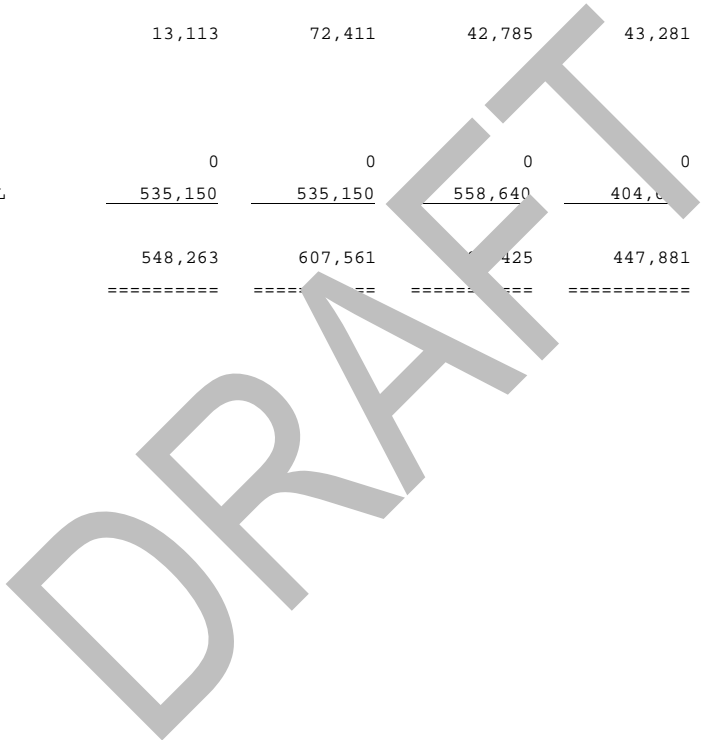 13,113 72,411 42,785 43,281
0 0 0 0
535,150 535,150 558,640
548,263 607,561 447,881
========== =========== =========== ===========
DRAFT